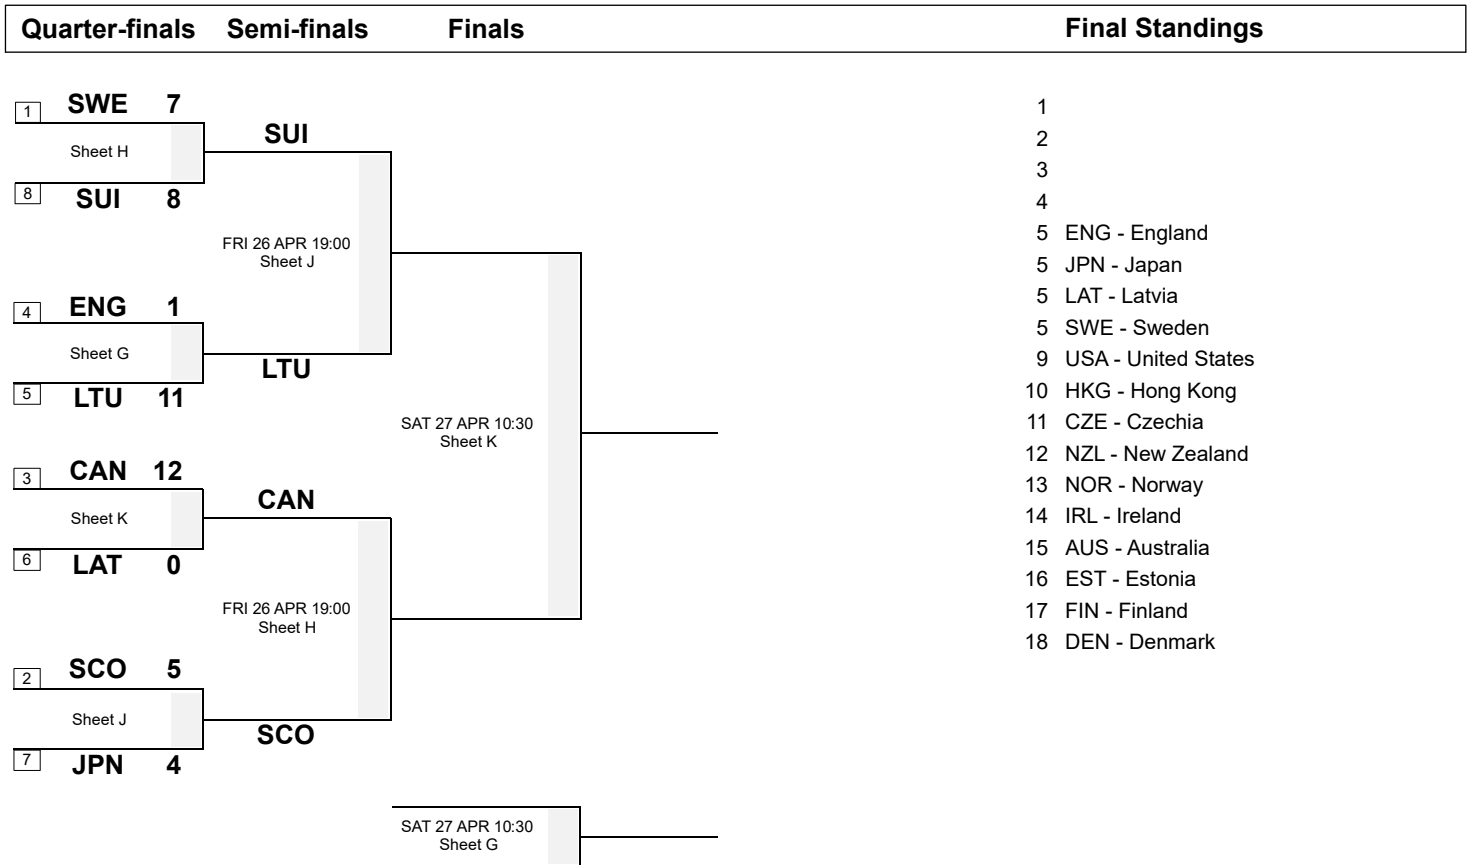 Quarter-finals Semi-finals Finals Final Standings
1 SWE 7
Sheet H
8 SUI 8
SUI
FRI 26 APR 19:00
Sheet J
LTU
4 ENG 1
Sheet G
5 LTU 11
SAT 27 APR 10:30
Sheet K
3 CAN 12
Sheet K
6 LAT 0
CAN
FRI 26 APR 19:00
Sheet H
SCO
2 SCO 5
Sheet J
7 JPN 4
SAT 27 APR 10:30
Sheet G
1
2
3
4
5 ENG - England
5 JPN - Japan
5 LAT - Latvia
5 SWE - Sweden
9 USA - United States
10 HKG - Hong Kong
11 CZE - Czechia
12 NZL - New Zealand
13 NOR - Norway
14 IRL - Ireland
15 AUS - Australia
16 EST - Estonia
17 FIN - Finland
18 DEN - Denmark